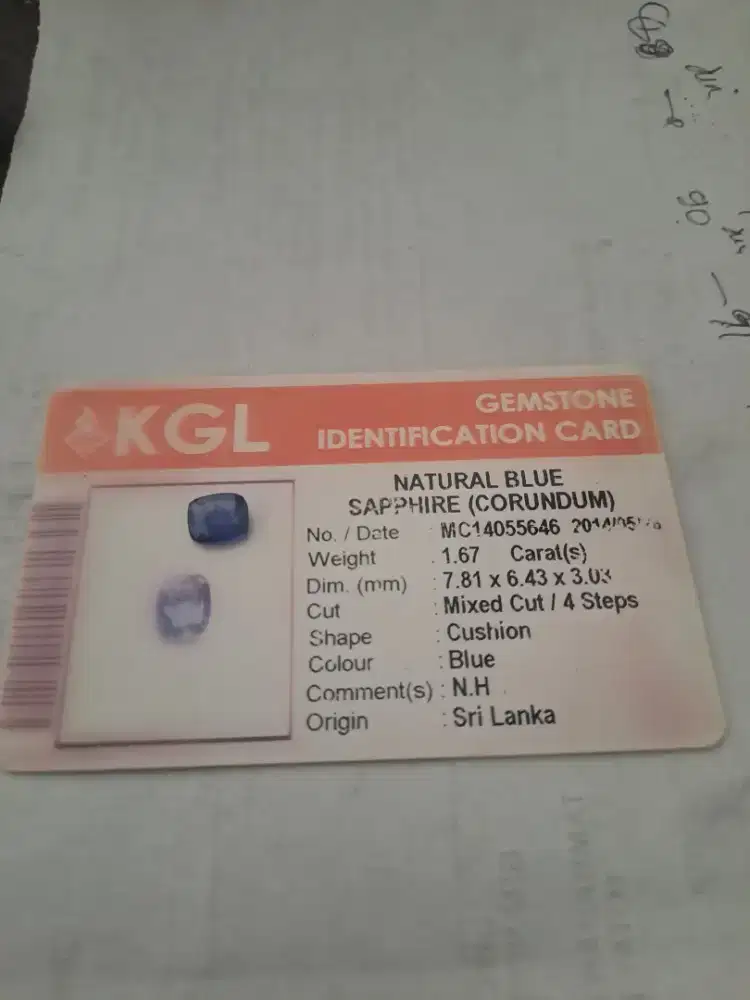 KGL
GEMSTONE
IDENTIFICATION CARD
NATURAL BLUE
SAPPHIRE (CORUNDUM)
No. / Date : MC14055646
Weight : 1.67 Carat(s)
Dim. (mm) : 7.81 x 6.43 x 3.03
Cut : Mixed Cut / 4 Steps
Shape : Cushion
Colour : Blue
Comment(s) : N.H
Origin : Sri Lanka